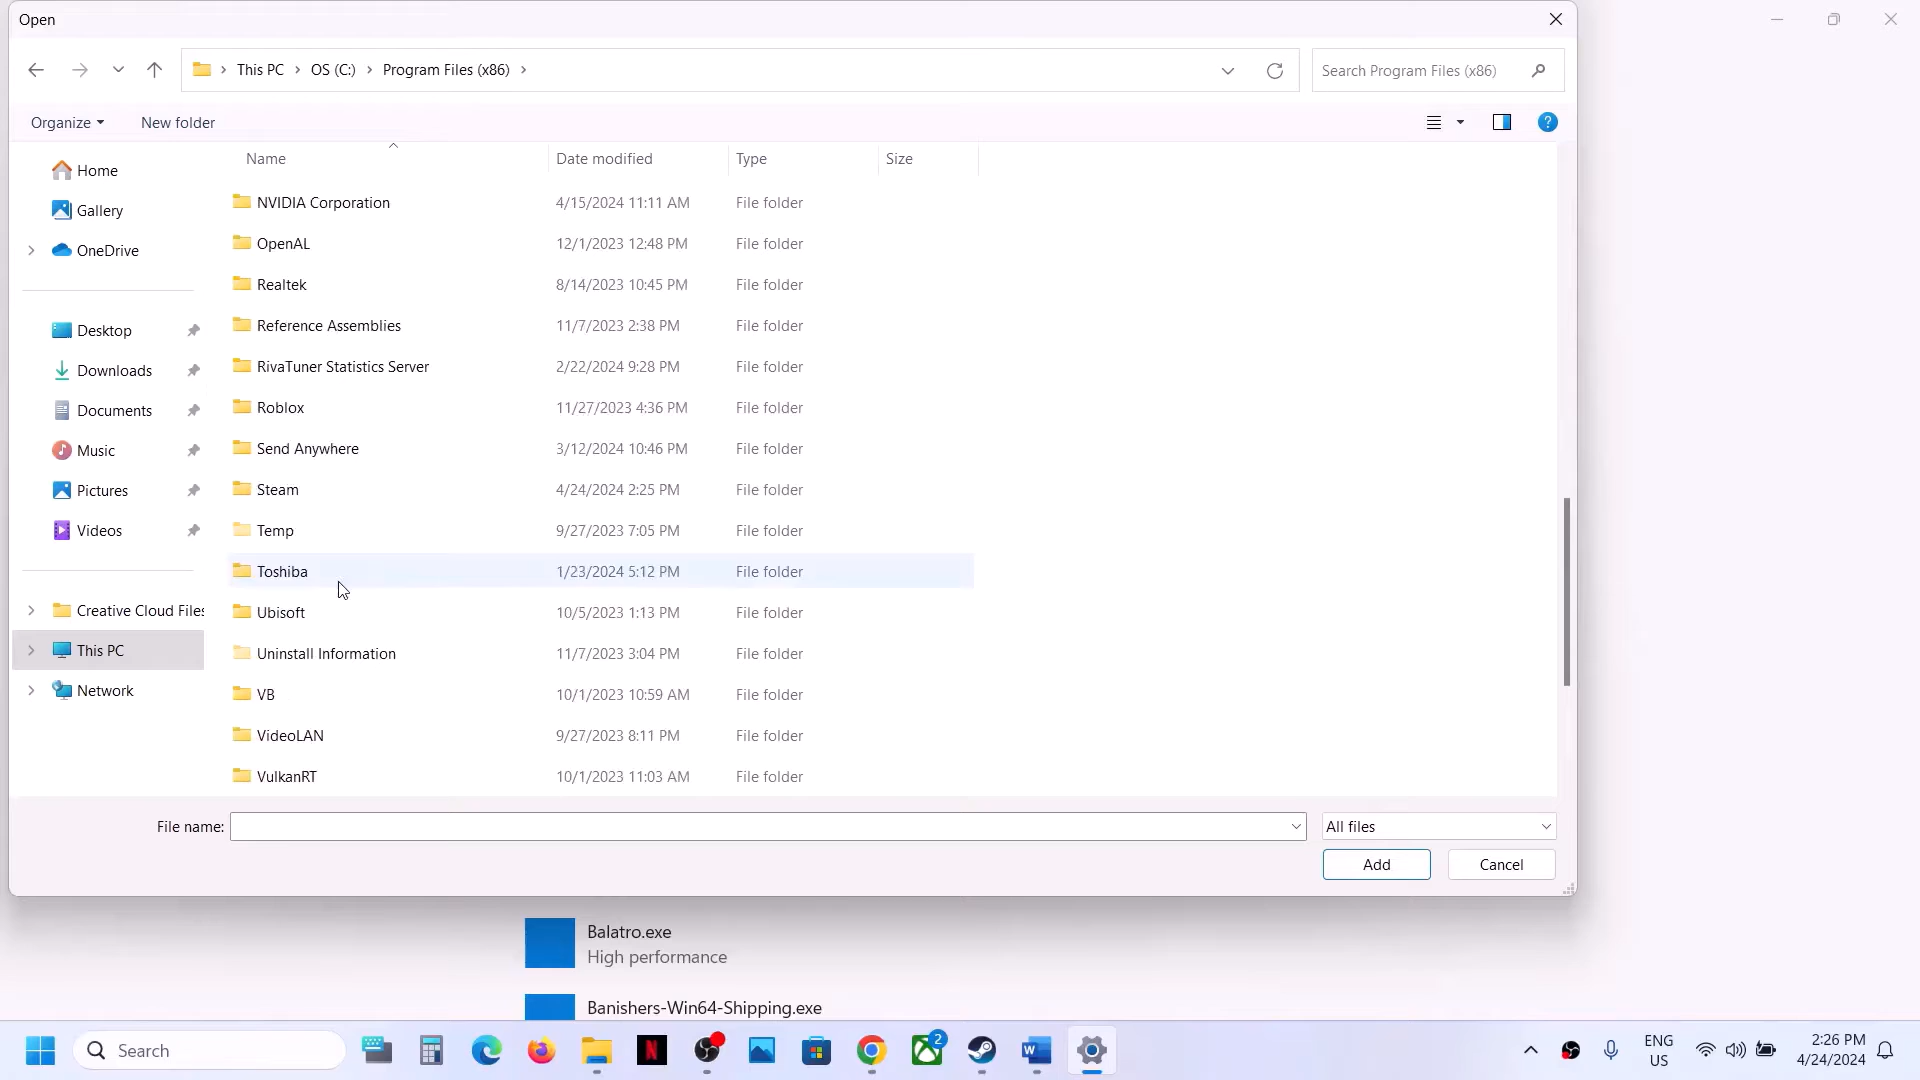 Open
This PC > OS (C:) > Program Files (x86) >
Search Program Files (x86)
Organize
New folder
Name Date modified Type Size
Home
Gallery
OneDrive
Desktop
Downloads
Documents
Music
Pictures
Videos
Creative Cloud Files
This PC
Network
NVIDIA Corporation 4/15/2024 11:11 AM File folder
OpenAL 12/1/2023 12:48 PM File folder
Realtek 8/14/2023 10:45 PM File folder
Reference Assemblies 11/7/2023 2:38 PM File folder
RivaTuner Statistics Server 2/22/2024 9:28 PM File folder
Roblox 11/27/2023 4:36 PM File folder
Send Anywhere 3/12/2024 10:46 PM File folder
Steam 4/24/2024 2:25 PM File folder
Temp 9/27/2023 7:05 PM File folder
Toshiba 1/23/2024 5:12 PM File folder
Ubisoft 10/5/2023 1:13 PM File folder
Uninstall Information 11/7/2023 3:04 PM File folder
VB 10/1/2023 10:59 AM File folder
VideoLAN 9/27/2023 8:11 PM File folder
VulkanRT 10/1/2023 11:03 AM File folder
File name:
All files
Add
Cancel
Balatro.exe
High performance
Banishers-Win64-Shipping.exe
Search
2
ENG
US
2:26 PM
4/24/2024